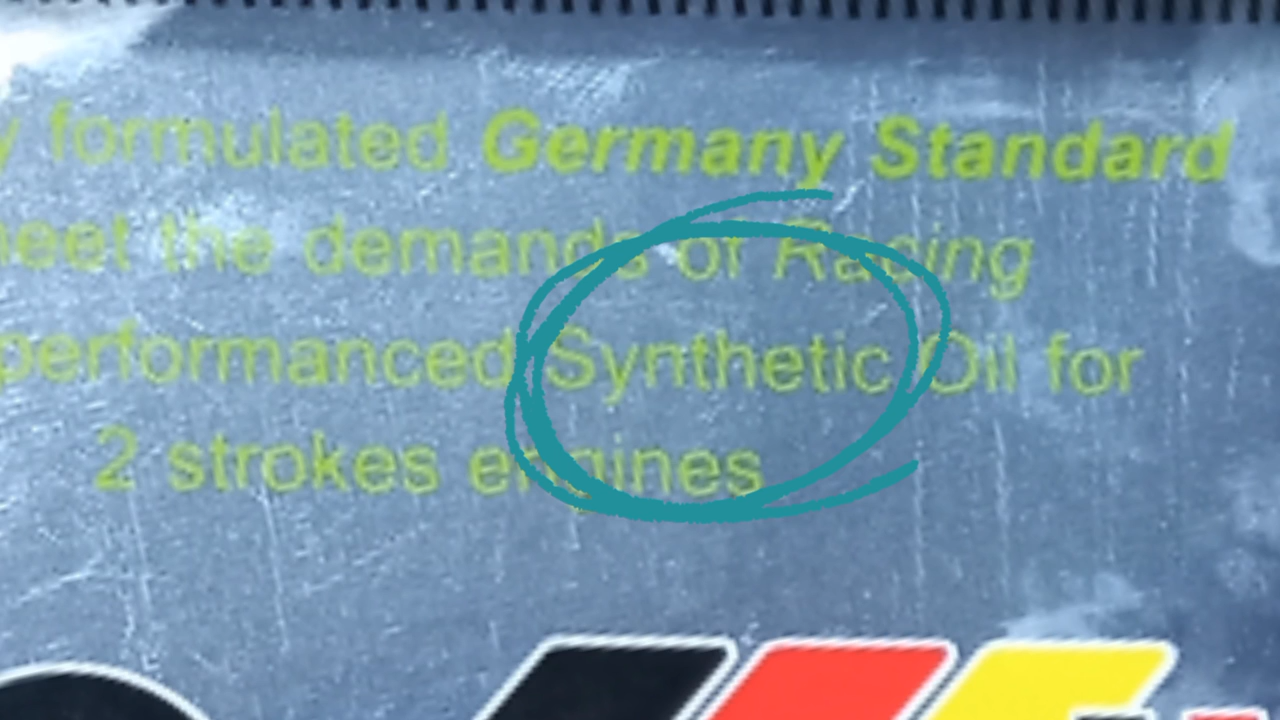 formulated Germany Standard
the demands of Racing
performanced Synthetic Oil for
2 strokes engines